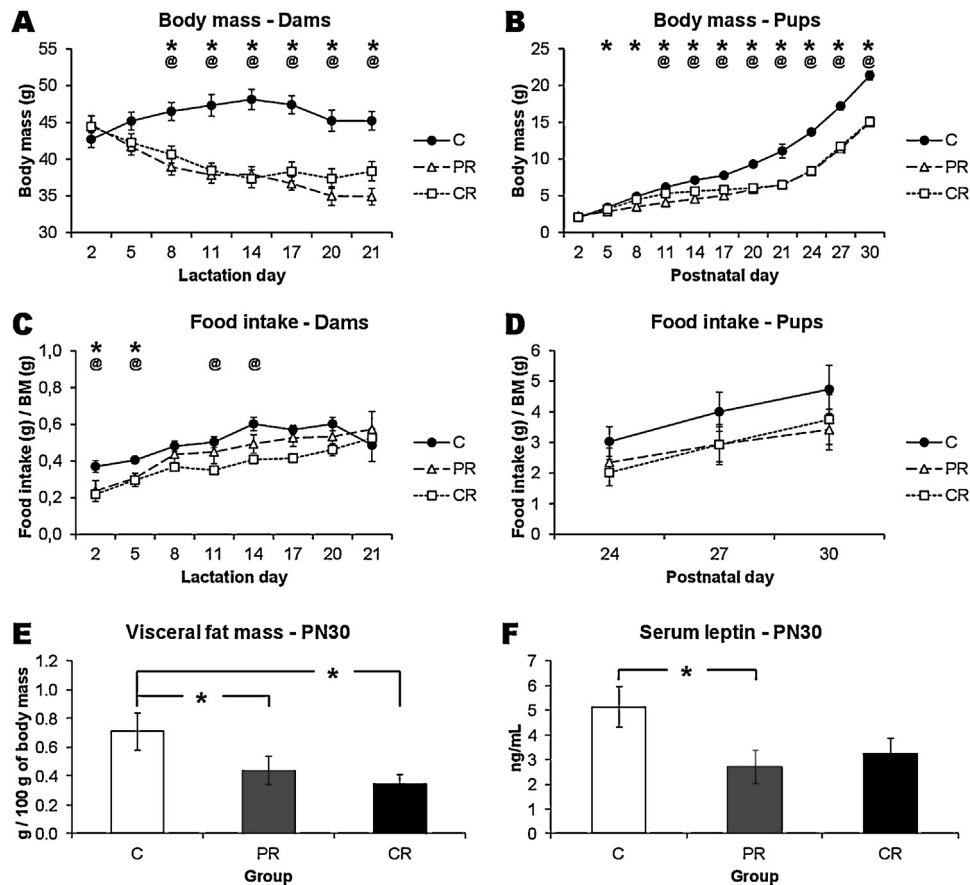 A Body mass - Dams
* * * * * *
@ @ @ @ @ @
Body mass (g)
55
50
45
40
35
30
2 5 8 11 14 17 20 21
Lactation day
C
PR
CR
B Body mass - Pups
* * * * * * * * *
@ @ @ @ @ @ @
Body mass (g)
25
20
15
10
5
0
2 5 8 11 14 17 20 21 24 27 30
Postnatal day
C
PR
CR
C Food intake - Dams
* *
@ @ @ @
Food intake (g) / BM (g)
1,0
0,8
0,6
0,4
0,2
0,0
2 5 8 11 14 17 20 21
Lactation day
C
PR
CR
D Food intake - Pups
Food intake (g) / BM (g)
6
5
4
3
2
1
0
24 27 30
Postnatal day
C
PR
CR
E Visceral fat mass - PN30
g / 100 g of body mass
1.2
1.0
0.8
0.6
0.4
0.2
0.0
*
*
C PR CR
Group
F Serum leptin - PN30
ng/mL
7
6
5
4
3
2
1
0
*
C PR CR
Group